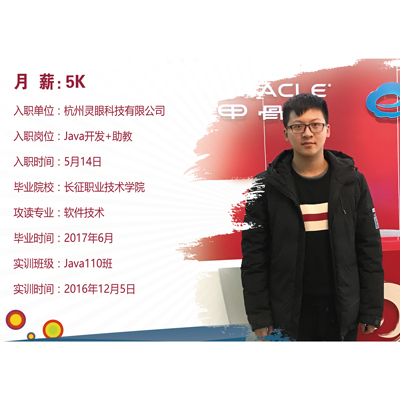 月 薪：5K
入职单位：杭州灵眼科技有限公司
入职岗位：Java开发+助教
入职时间：5月14日
毕业院校：长征职业技术学院
攻读专业：软件技术
毕业时间：2017年6月
实训班级：Java110班
实训时间：2016年12月5日
ACLE